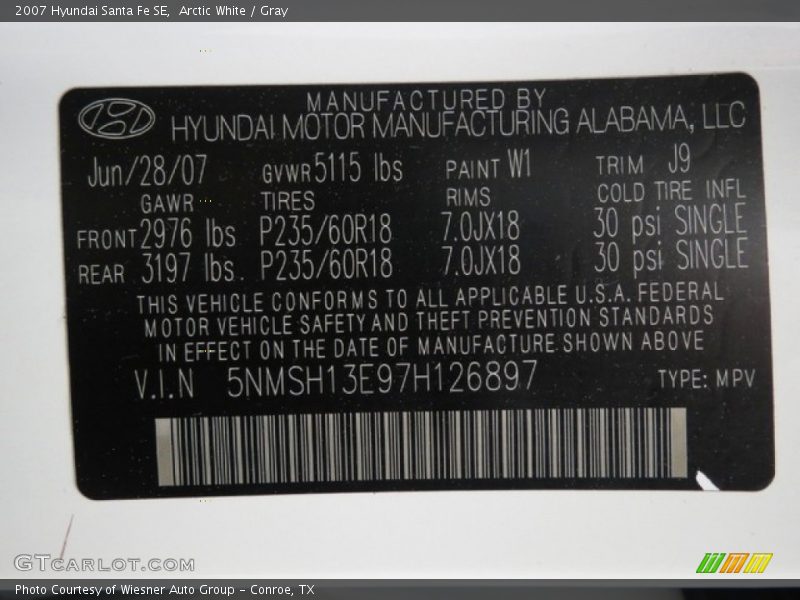 2007 Hyundai Santa Fe SE, Arctic White / Gray
MANUFACTURED BY
HYUNDAI MOTOR MANUFACTURING ALABAMA, LLC
Jun/28/07 GVWR 5115 lbs PAINT W1 TRIM J9
GAWR TIRES RIMS COLD TIRE INFL
FRONT 2976 lbs P235/60R18 7.0JX18 30 psi SINGLE
REAR 3197 lbs. P235/60R18 7.0JX18 30 psi SINGLE
THIS VEHICLE CONFORMS TO ALL APPLICABLE U.S.A. FEDERAL
MOTOR VEHICLE SAFETY AND THEFT PREVENTION STANDARDS
IN EFFECT ON THE DATE OF MANUFACTURE SHOWN ABOVE
V.I.N 5NMSH13E97H126897 TYPE: MPV
GTCARLOT.COM
Photo Courtesy of Wiesner Auto Group - Conroe, TX